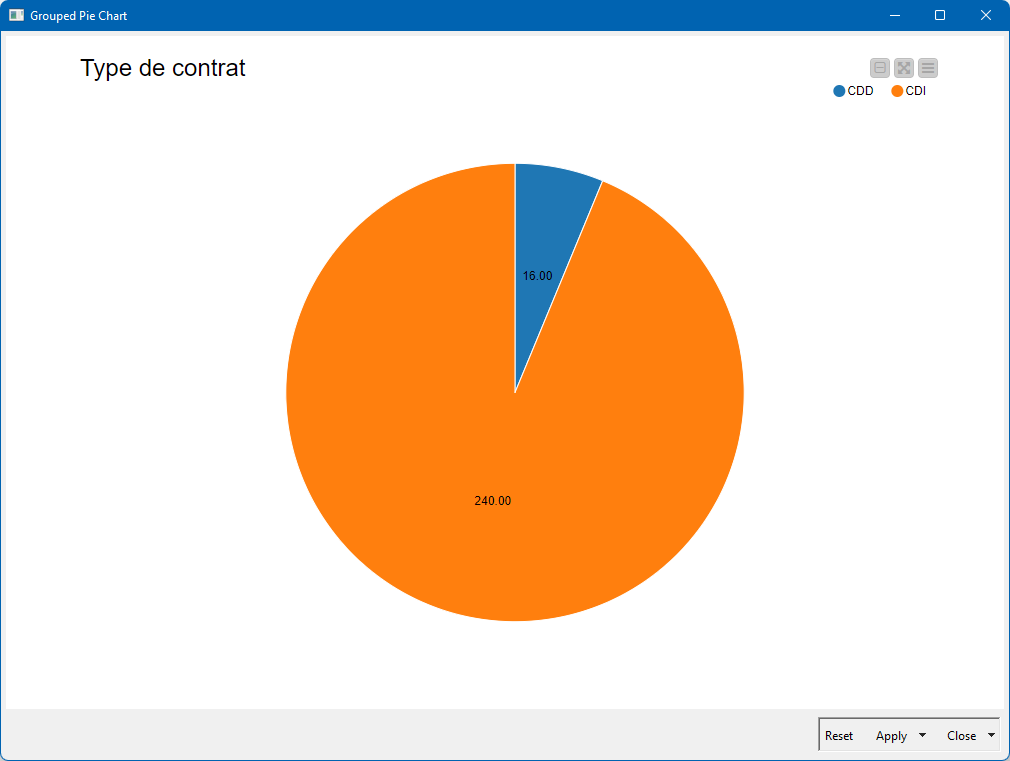 Grouped Pie Chart
Type de contrat
CDD CDI
16.00
240.00
Reset Apply Close